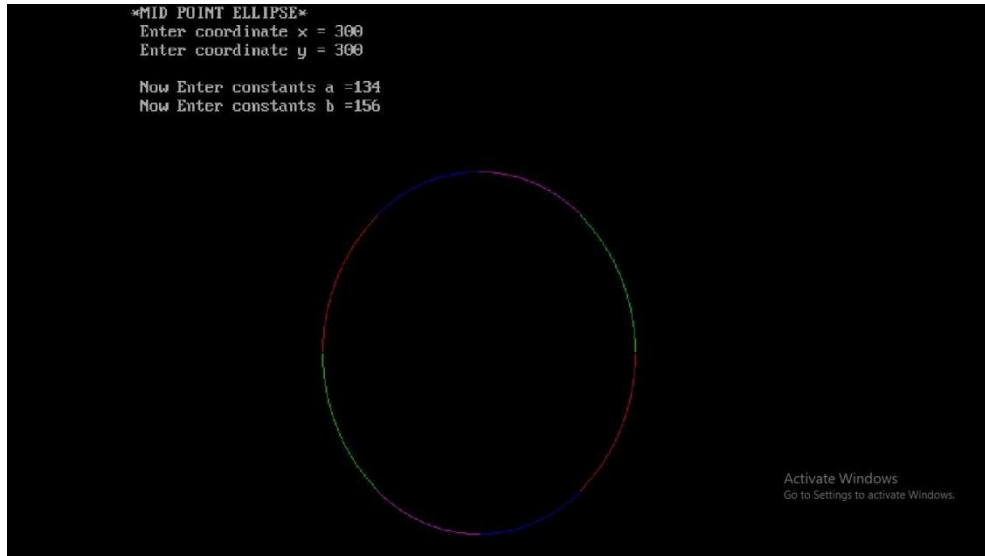 *MID POINT ELLIPSE*
Enter coordinate x = 300
Enter coordinate y = 300
Now Enter constants a =134
Now Enter constants b =156
Activate Windows
Go to Settings to activate Windows.